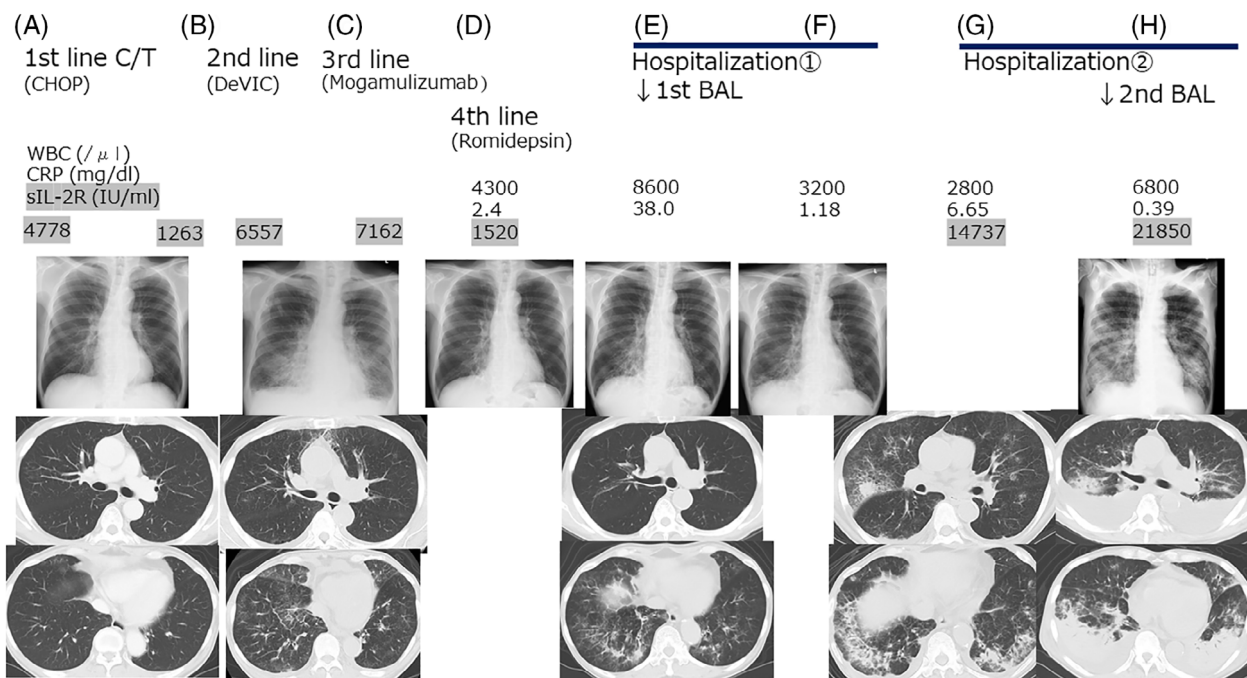 (A) (B) (C) (D) (E) (F) (G) (H)
1st line C/T
(CHOP)
2nd line
(DeVIC)
3rd line
(Mogamulizumab)
4th line
(Romidepsin)
Hospitalization①
↓1st BAL
Hospitalization②
↓2nd BAL
WBC (/μl)
CRP (mg/dl)
sIL-2R (IU/ml)
4300 8600 3200 2800 6800
2.4 38.0 1.18 6.65 0.39
4778 1263 6557 7162 1520 14737 21850